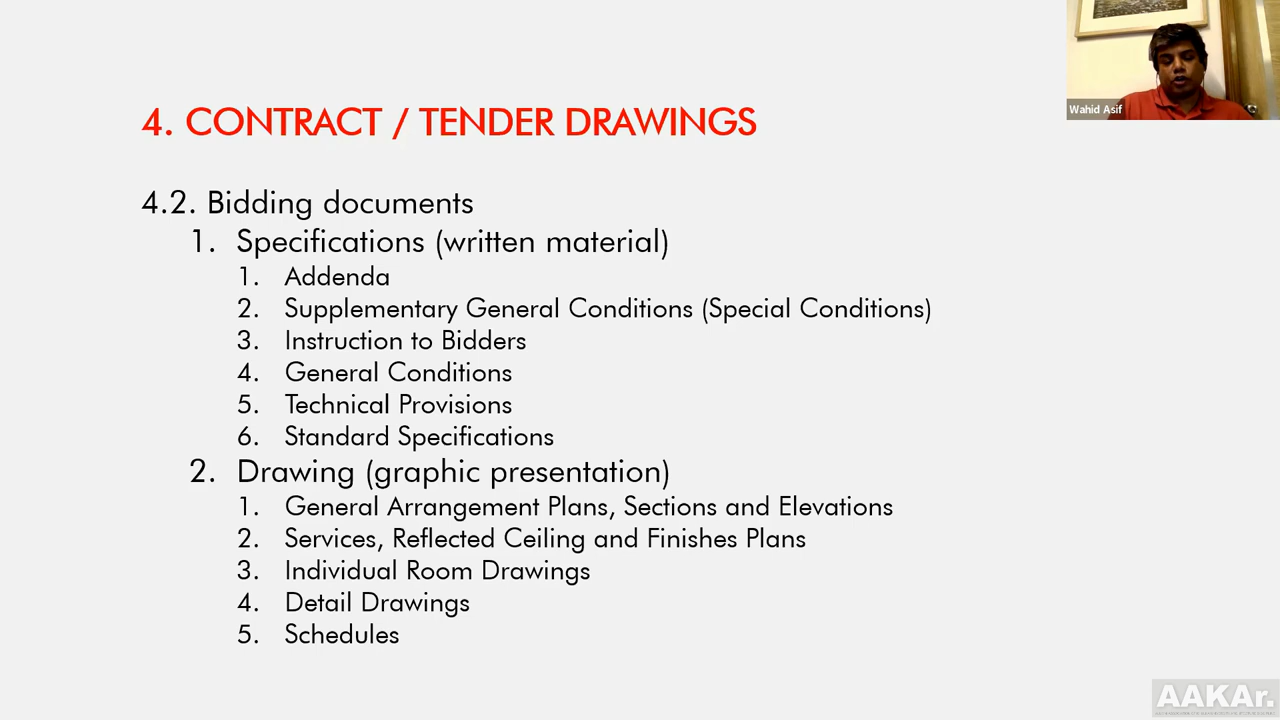 4. CONTRACT / TENDER DRAWINGS
Wahid Asif
4.2. Bidding documents
1. Specifications (written material)
1. Addenda
2. Supplementary General Conditions (Special Conditions)
3. Instruction to Bidders
4. General Conditions
5. Technical Provisions
6. Standard Specifications
2. Drawing (graphic presentation)
1. General Arrangement Plans, Sections and Elevations
2. Services, Reflected Ceiling and Finishes Plans
3. Individual Room Drawings
4. Detail Drawings
5. Schedules
AAKAr.